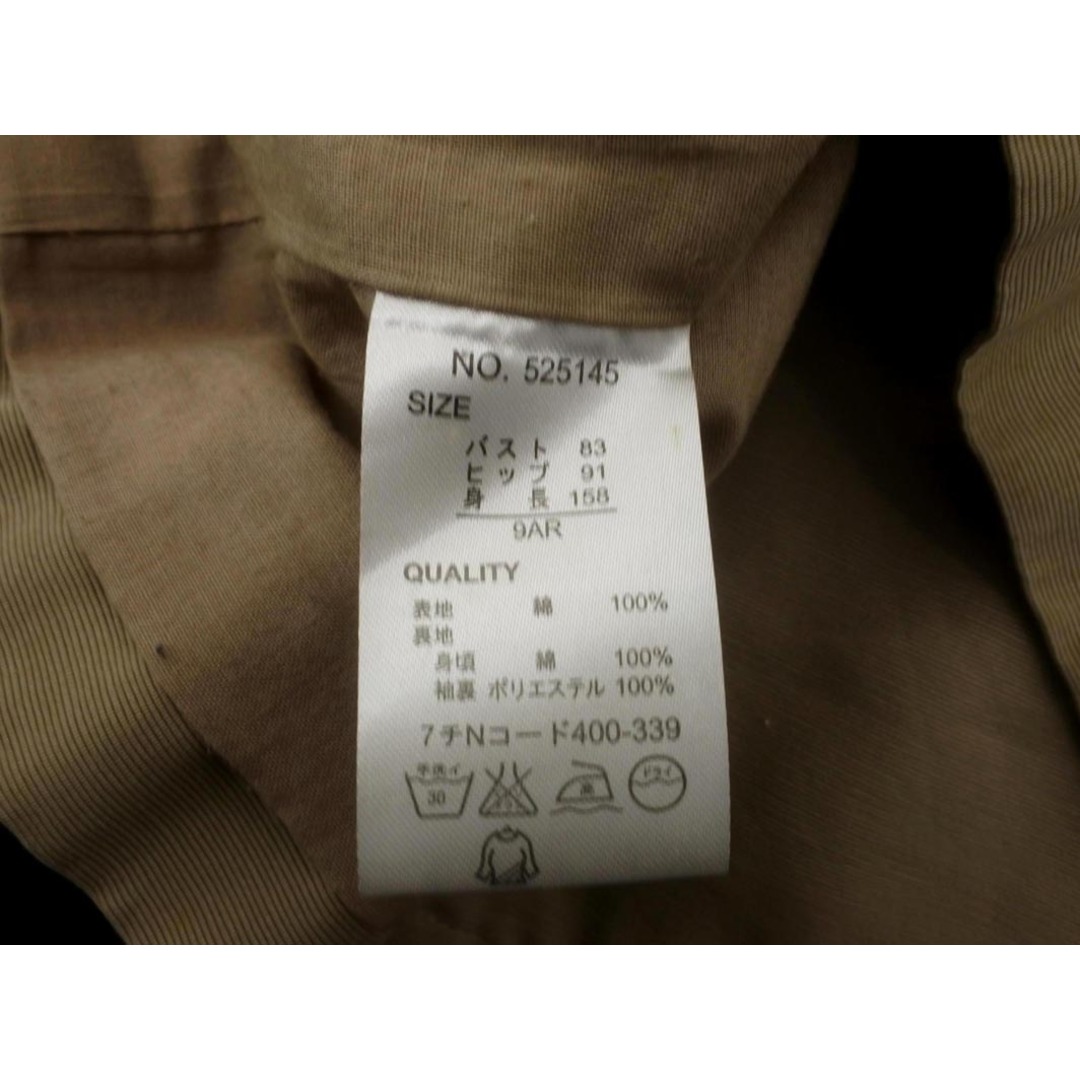 NO. 525145
SIZE
バスト 83
ヒップ 91
身長 158
9AR
QUALITY
表地 綿 100%
裏地
身頃 綿 100%
袖裏 ポリエステル 100%
7チNコード400-339
手洗イ
30
ドライ